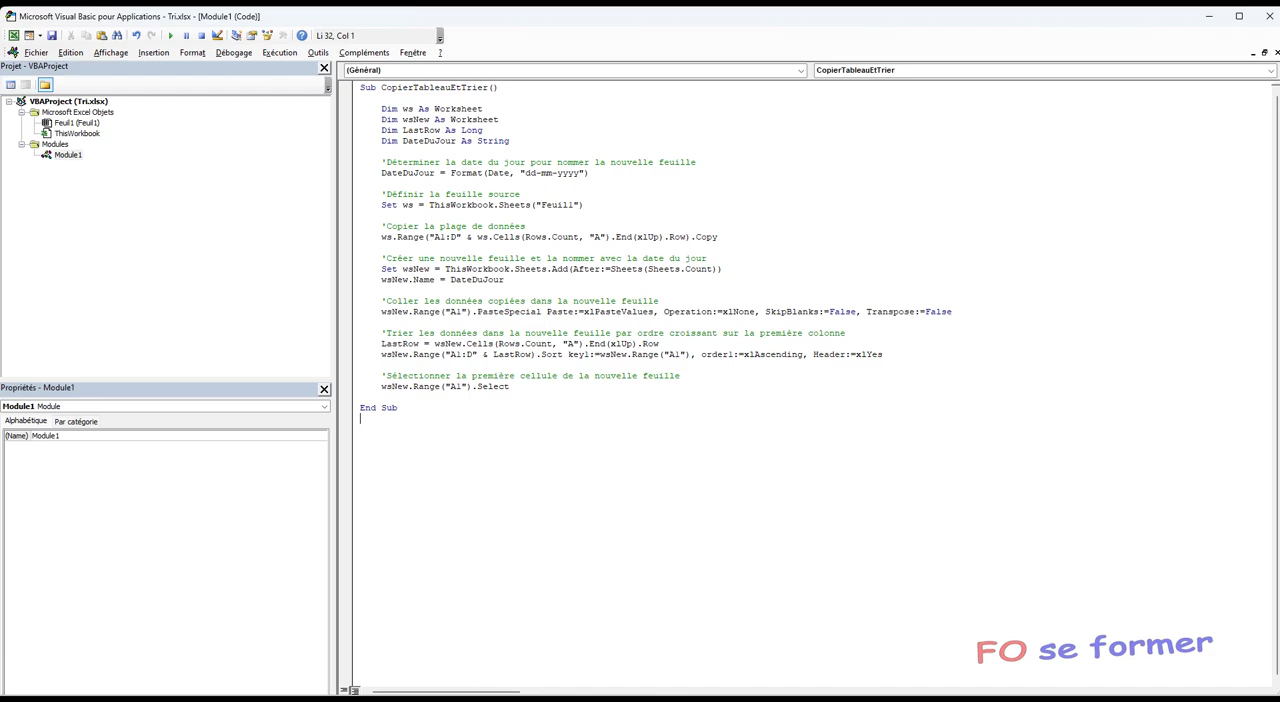 Microsoft Visual Basic pour Applications - Tri.xlsx - [Module1 (Code)]
Li 32, Col 1
Fichier Edition Affichage Insertion Format Débogage Exécution Outils Compléments Fenêtre ?
Projet - VBAProject
VBAProject (Tri.xlsx)
Microsoft Excel Objets
Feuil1 (Feuil1)
ThisWorkbook
Modules
Module1
Propriétés - Module1
Module1 Module
Alphabétique Par catégorie
(Name) Module1
(Général) CopierTableauEtTrier
Sub CopierTableauEtTrier()
Dim ws As Worksheet
Dim wsNew As Worksheet
Dim LastRow As Long
Dim DateDuJour As String
'Déterminer la date du jour pour nommer la nouvelle feuille
DateDuJour = Format(Date, "dd-mm-yyyy")
'Définir la feuille source
Set ws = ThisWorkbook.Sheets("Feuil1")
'Copier la plage de données
ws.Range("A1:D" & ws.Cells(Rows.Count, "A").End(xlUp).Row).Copy
'Créer une nouvelle feuille et la nommer avec la date du jour
Set wsNew = ThisWorkbook.Sheets.Add(After:=Sheets(Sheets.Count))
wsNew.Name = DateDuJour
'Coller les données copiées dans la nouvelle feuille
wsNew.Range("A1").PasteSpecial Paste:=xlPasteValues, Operation:=xlNone, SkipBlanks:=False, Transpose:=False
'Trier les données dans la nouvelle feuille par ordre croissant sur la première colonne
LastRow = wsNew.Cells(Rows.Count, "A").End(xlUp).Row
wsNew.Range("A1:D" & LastRow).Sort key1:=wsNew.Range("A1"), order1:=xlAscending, Header:=xlYes
'Sélectionner la première cellule de la nouvelle feuille
wsNew.Range("A1").Select
End Sub
FO se former